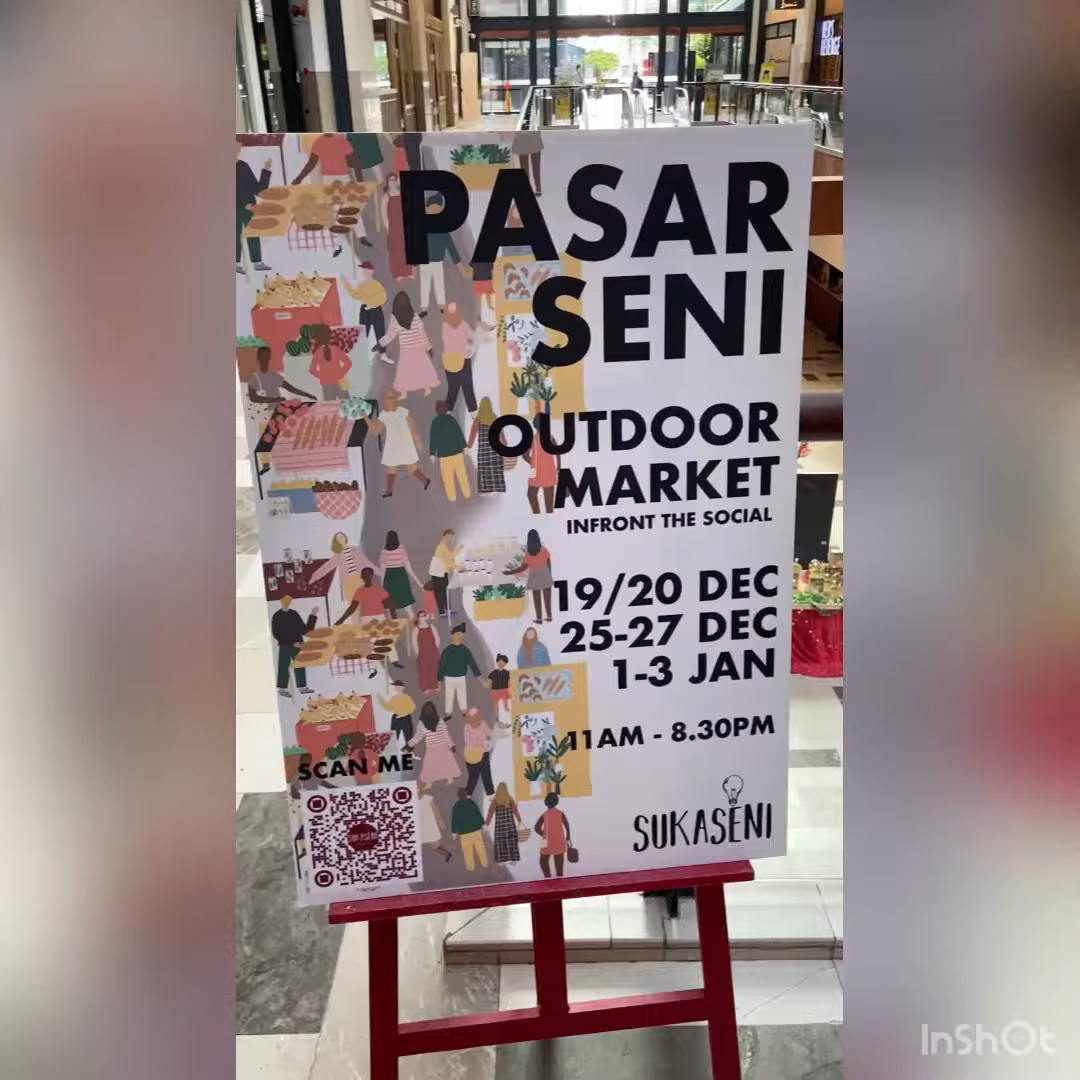 PASAR
SENI
OUTDOOR
MARKET
INFRONT THE SOCIAL
19/20 DEC
25-27 DEC
1-3 JAN
11AM - 8.30PM
SCAN ME
SUKASENI
InShOt